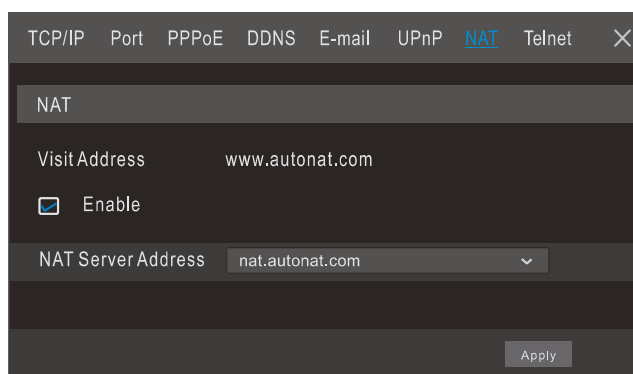 TCP/IP Port PPPoE DDNS E-mail UPnP NAT Telnet
NAT
Visit Address www.autonat.com
Enable
NAT Server Address nat.autonat.com
Apply